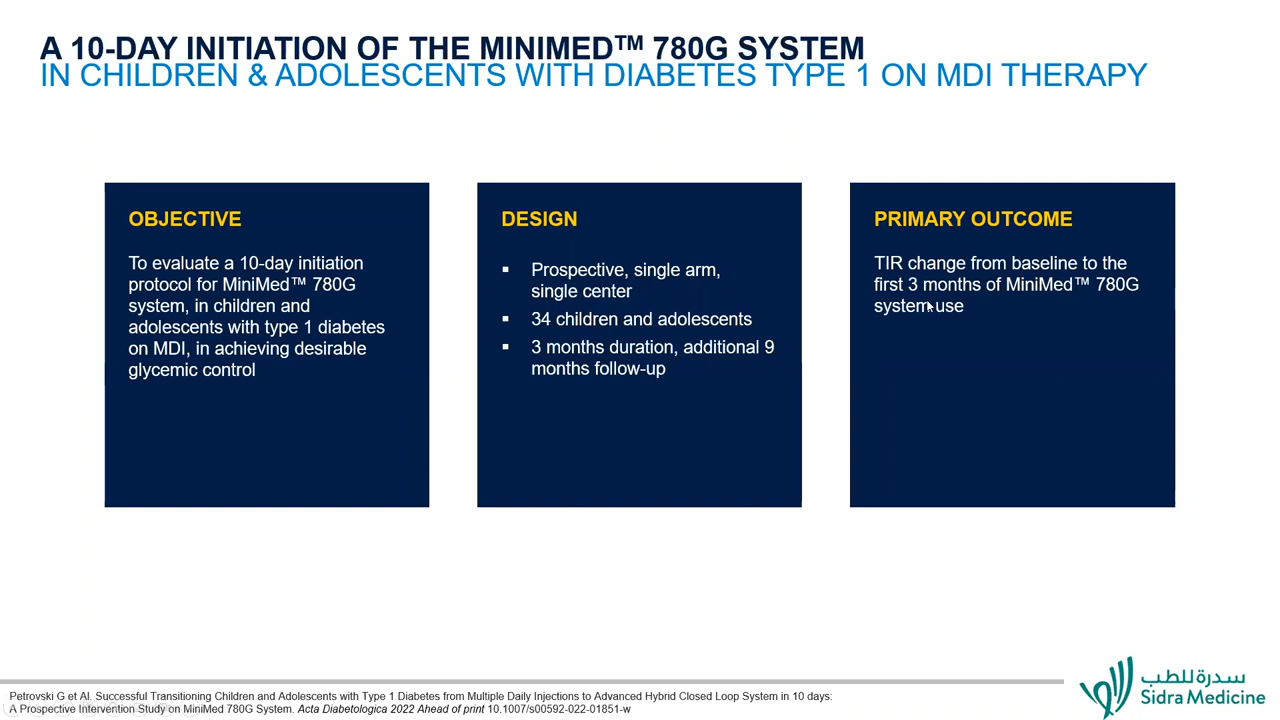 A 10-DAY INITIATION OF THE MINIMED™ 780G SYSTEM
IN CHILDREN & ADOLESCENTS WITH DIABETES TYPE 1 ON MDI THERAPY
OBJECTIVE
To evaluate a 10-day initiation
protocol for MiniMed™ 780G
system, in children and
adolescents with type 1 diabetes
on MDI, in achieving desirable
glycemic control
DESIGN
▪ Prospective, single arm,
single center
▪ 34 children and adolescents
▪ 3 months duration, additional 9
months follow-up
PRIMARY OUTCOME
TIR change from baseline to the
first 3 months of MiniMed™ 780G
system use
Petrovski G et Al. Successful Transitioning Children and Adolescents with Type 1 Diabetes from Multiple Daily Injections to Advanced Hybrid Closed Loop System in 10 days:
A Prospective Intervention Study on MiniMed 780G System. Acta Diabetologica 2022 Ahead of print 10.1007/s00592-022-01851-w
سدرة للطب
Sidra Medicine